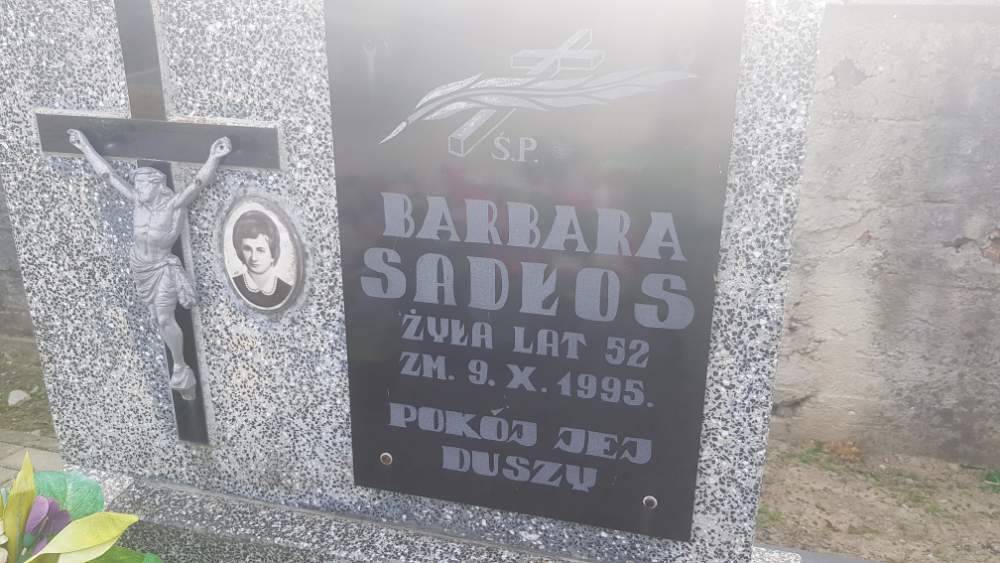 Ś.P.
BARBARA
SADŁOS
ŻYŁA LAT 52
ZM. 9. X. 1995.
POKÓJ JEJ
DUSZY